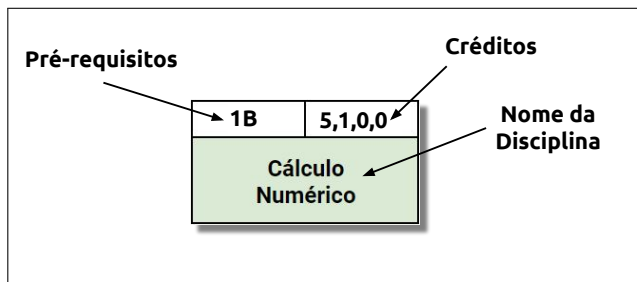 Pré-requisitos
Créditos
1B
5,1,0,0
Nome da
Disciplina
Cálculo
Numérico